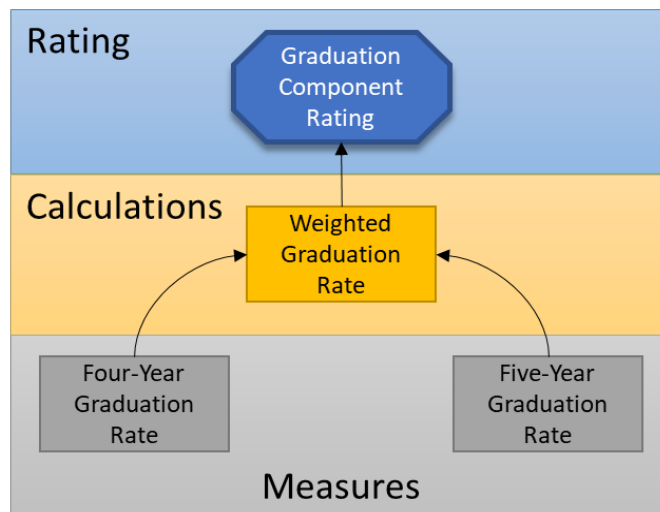 Rating
Graduation
Component
Rating
Calculations
Weighted
Graduation
Rate
Four-Year
Graduation
Rate
Five-Year
Graduation
Rate
Measures